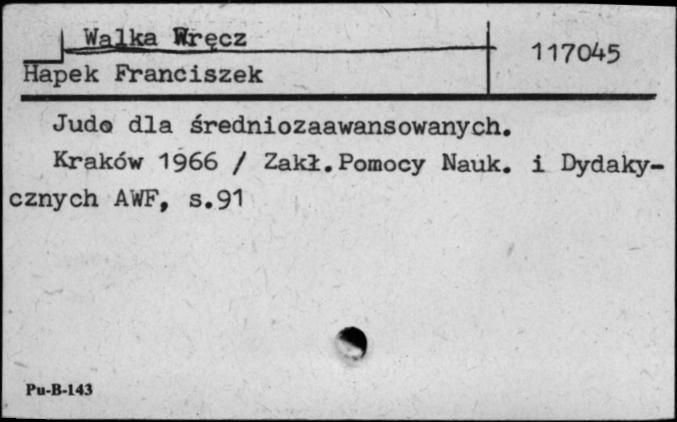 Walka Wręcz
117045
Hapek Franciszek
Judo dla średniozaawansowanych.
Kraków 1966 / Zakł.Pomocy Nauk. i Dydaky-
cznych AWF, s.91
Pu-B-143